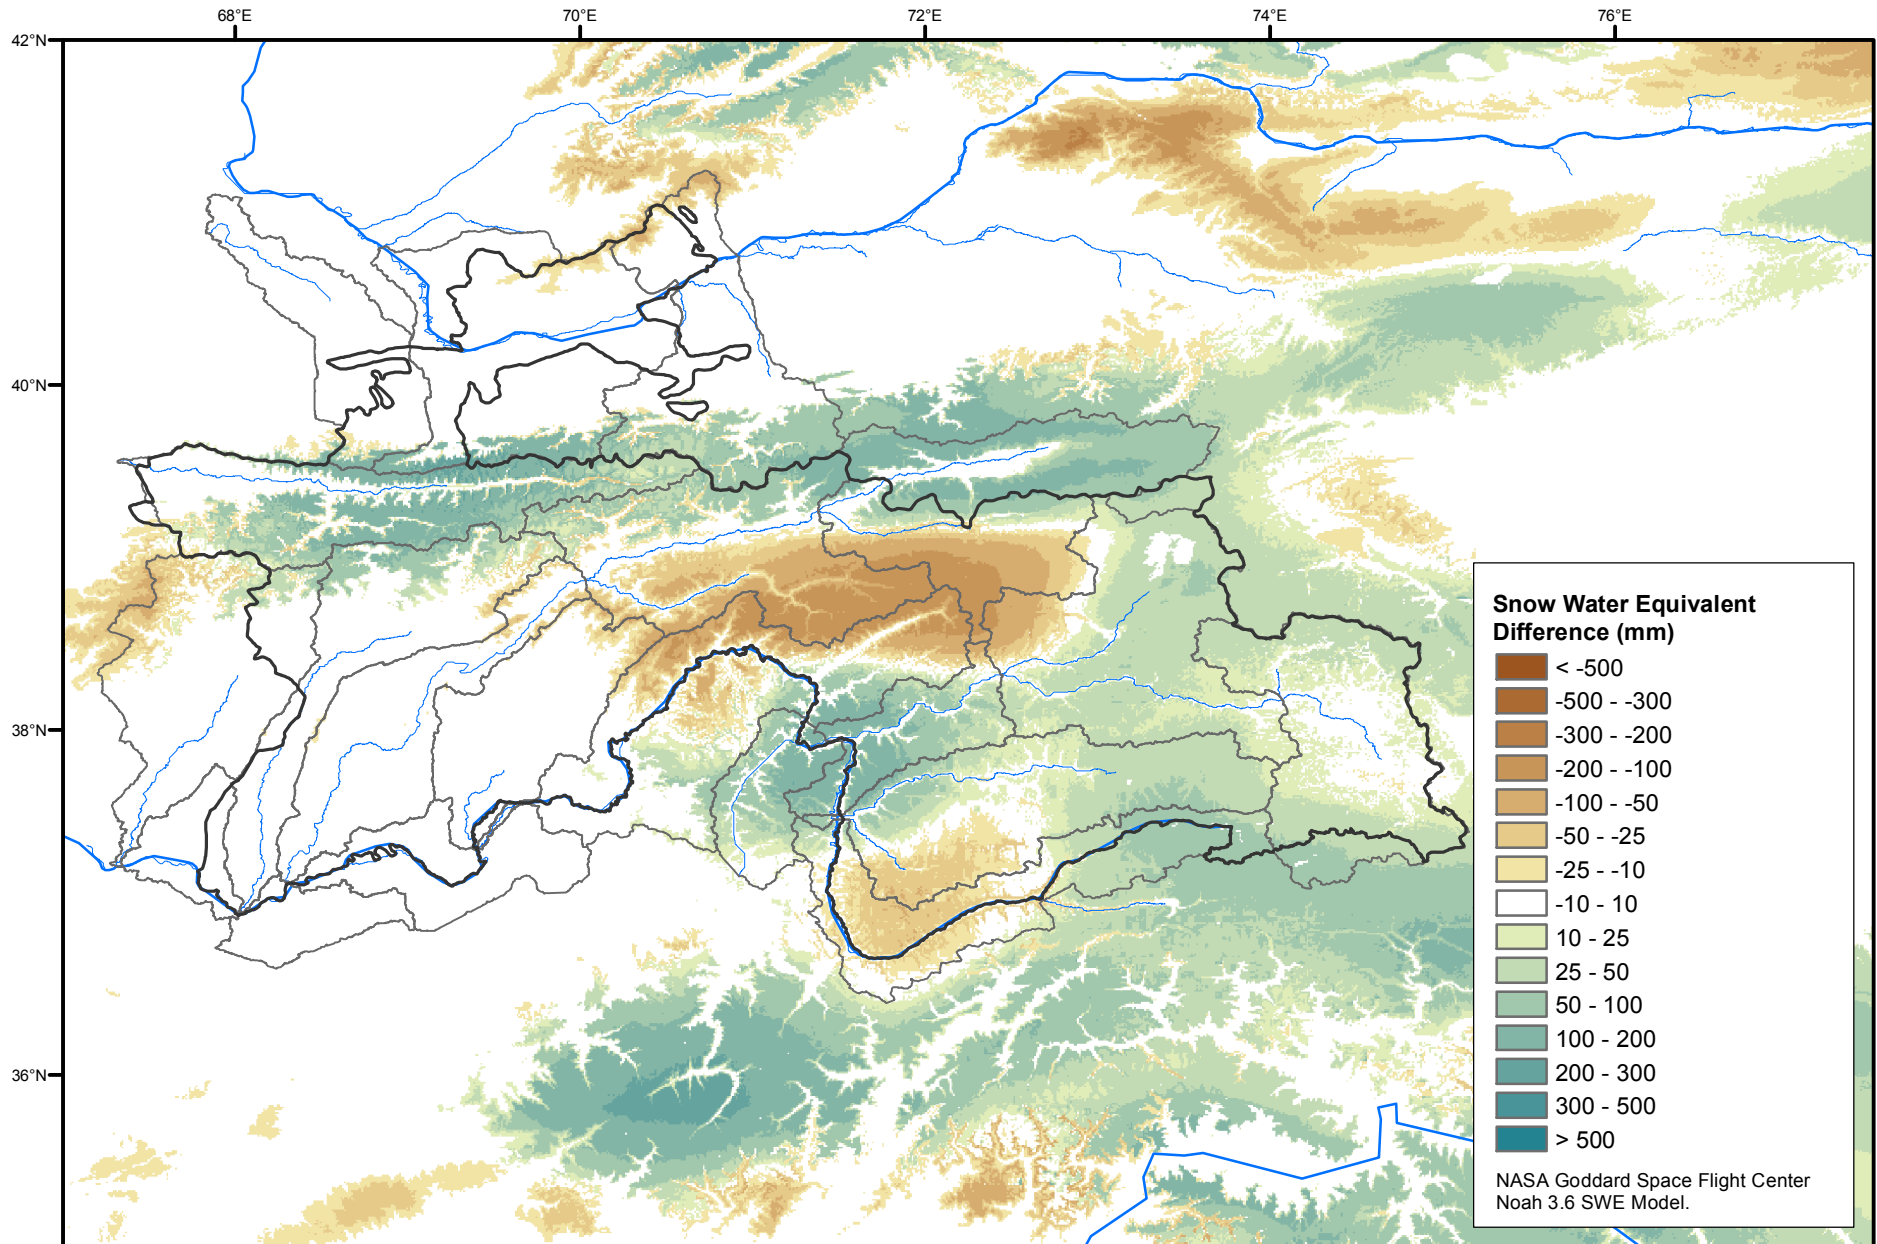 68°E
70°E
72°E
74°E
76°E
42°N
40°N
38°N
36°N
Snow Water Equivalent
Difference (mm)
< -500
-500 - -300
-300 - -200
-200 - -100
-100 - -50
-50 - -25
-25 - -10
-10 - 10
10 - 25
25 - 50
50 - 100
100 - 200
200 - 300
300 - 500
> 500
NASA Goddard Space Flight Center
Noah 3.6 SWE Model.